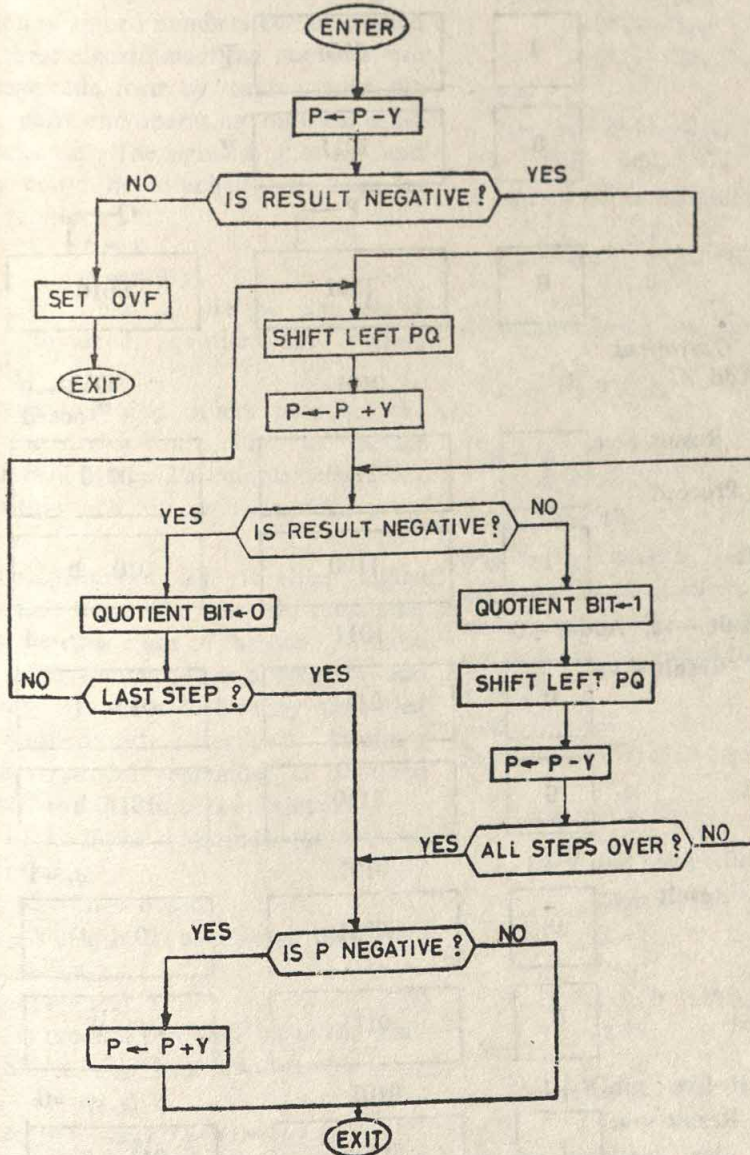 ENTER
P←P-Y
IS RESULT NEGATIVE?
NO
YES
SET OVF
EXIT
SHIFT LEFT PQ
P←P+Y
IS RESULT NEGATIVE?
YES
NO
QUOTIENT BIT←0
QUOTIENT BIT←1
LAST STEP?
NO
YES
SHIFT LEFT PQ
P←P-Y
ALL STEPS OVER?
YES
NO
IS P NEGATIVE?
YES
NO
P←P+Y
EXIT